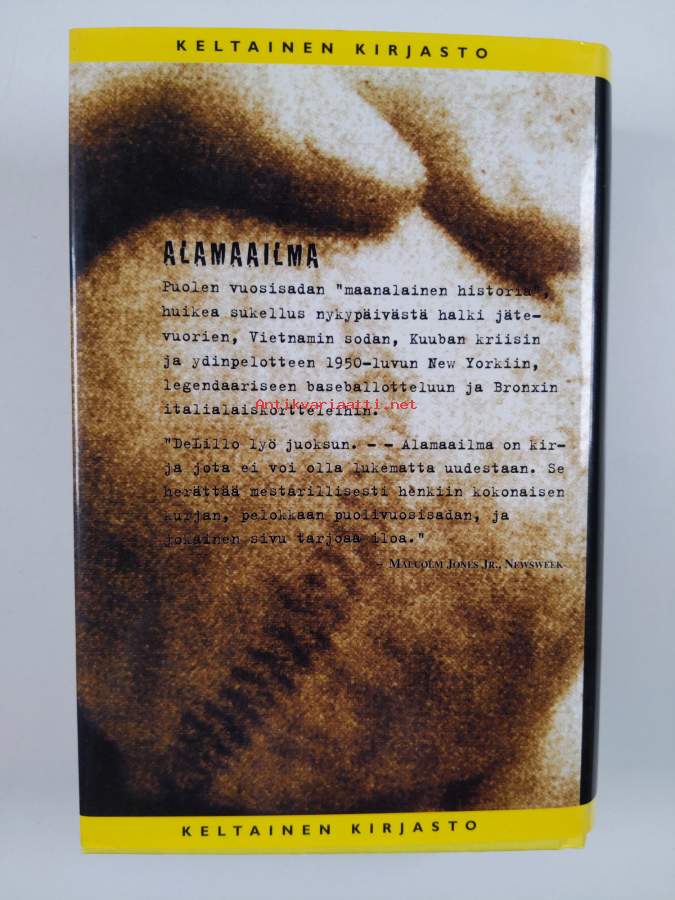 KELTAINEN KIRJASTO
ALAMAAILMA
Puolen vuosisadan "maanalainen historia",
huikea sukellus nykypäivästä halki jäte-
vuorien, Vietnamin sodan, Kuuban kriisin
ja ydinpelotteen 1950-luvun New Yorkiin,
legendaariseen baseballotteluun ja Bronxin
Antikvariaatti.net
italialaiskortteleihin.
"DeLillo lyö juoksun. - - Alamaailma on kir-
ja jota ei voi olla lukematta uudestaan. Se
herättää mestarillisesti henkiin kokonaisen
kurjan, pelokkaan puolivuosisadan, ja
jokainen sivu tarjoaa iloa."
– MALCOLM JONES JR., NEWSWEEK
KELTAINEN KIRJASTO